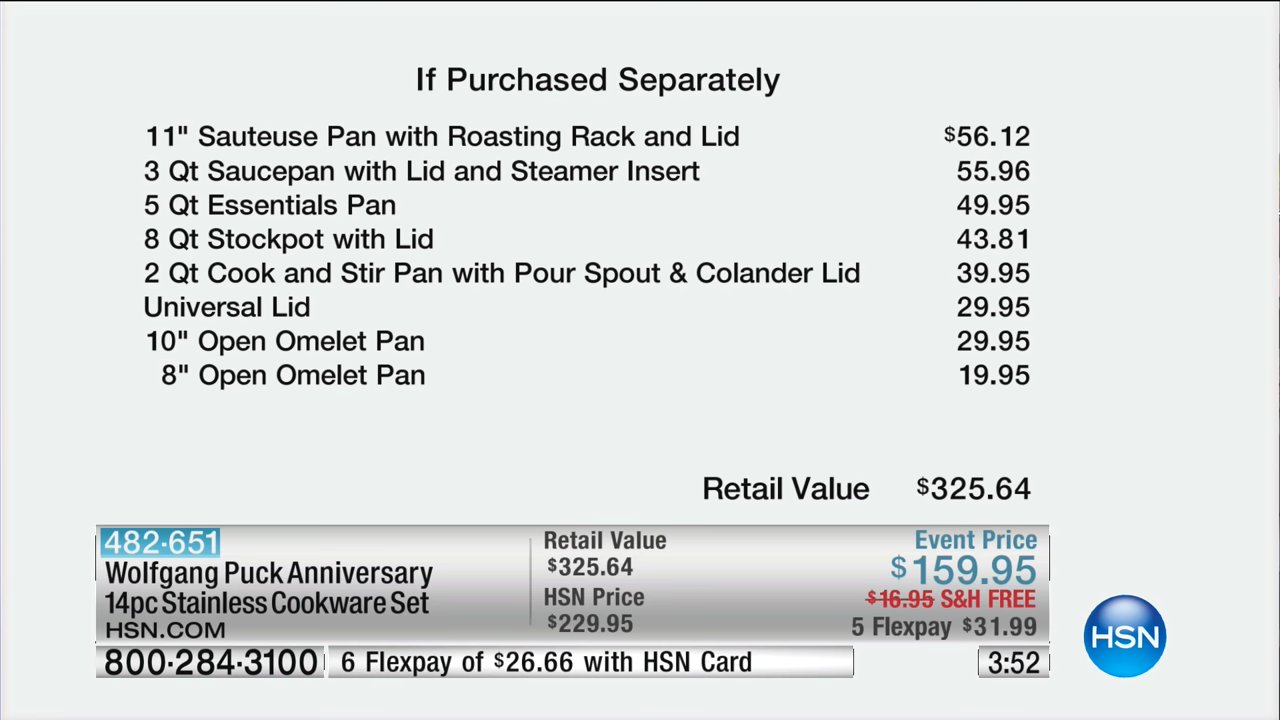 If Purchased Separately
11" Sauteuse Pan with Roasting Rack and Lid $56.12
3 Qt Saucepan with Lid and Steamer Insert 55.96
5 Qt Essentials Pan 49.95
8 Qt Stockpot with Lid 43.81
2 Qt Cook and Stir Pan with Pour Spout & Colander Lid 39.95
Universal Lid 29.95
10" Open Omelet Pan 29.95
8" Open Omelet Pan 19.95
Retail Value $325.64
482·651
Wolfgang Puck Anniversary
14pc Stainless Cookware Set
HSN.COM
Retail Value
$325.64
HSN Price
$229.95
Event Price
$159.95
$16.95 S&H FREE
5 Flexpay $31.99
800·284·3100
6 Flexpay of $26.66 with HSN Card
3:52
HSN